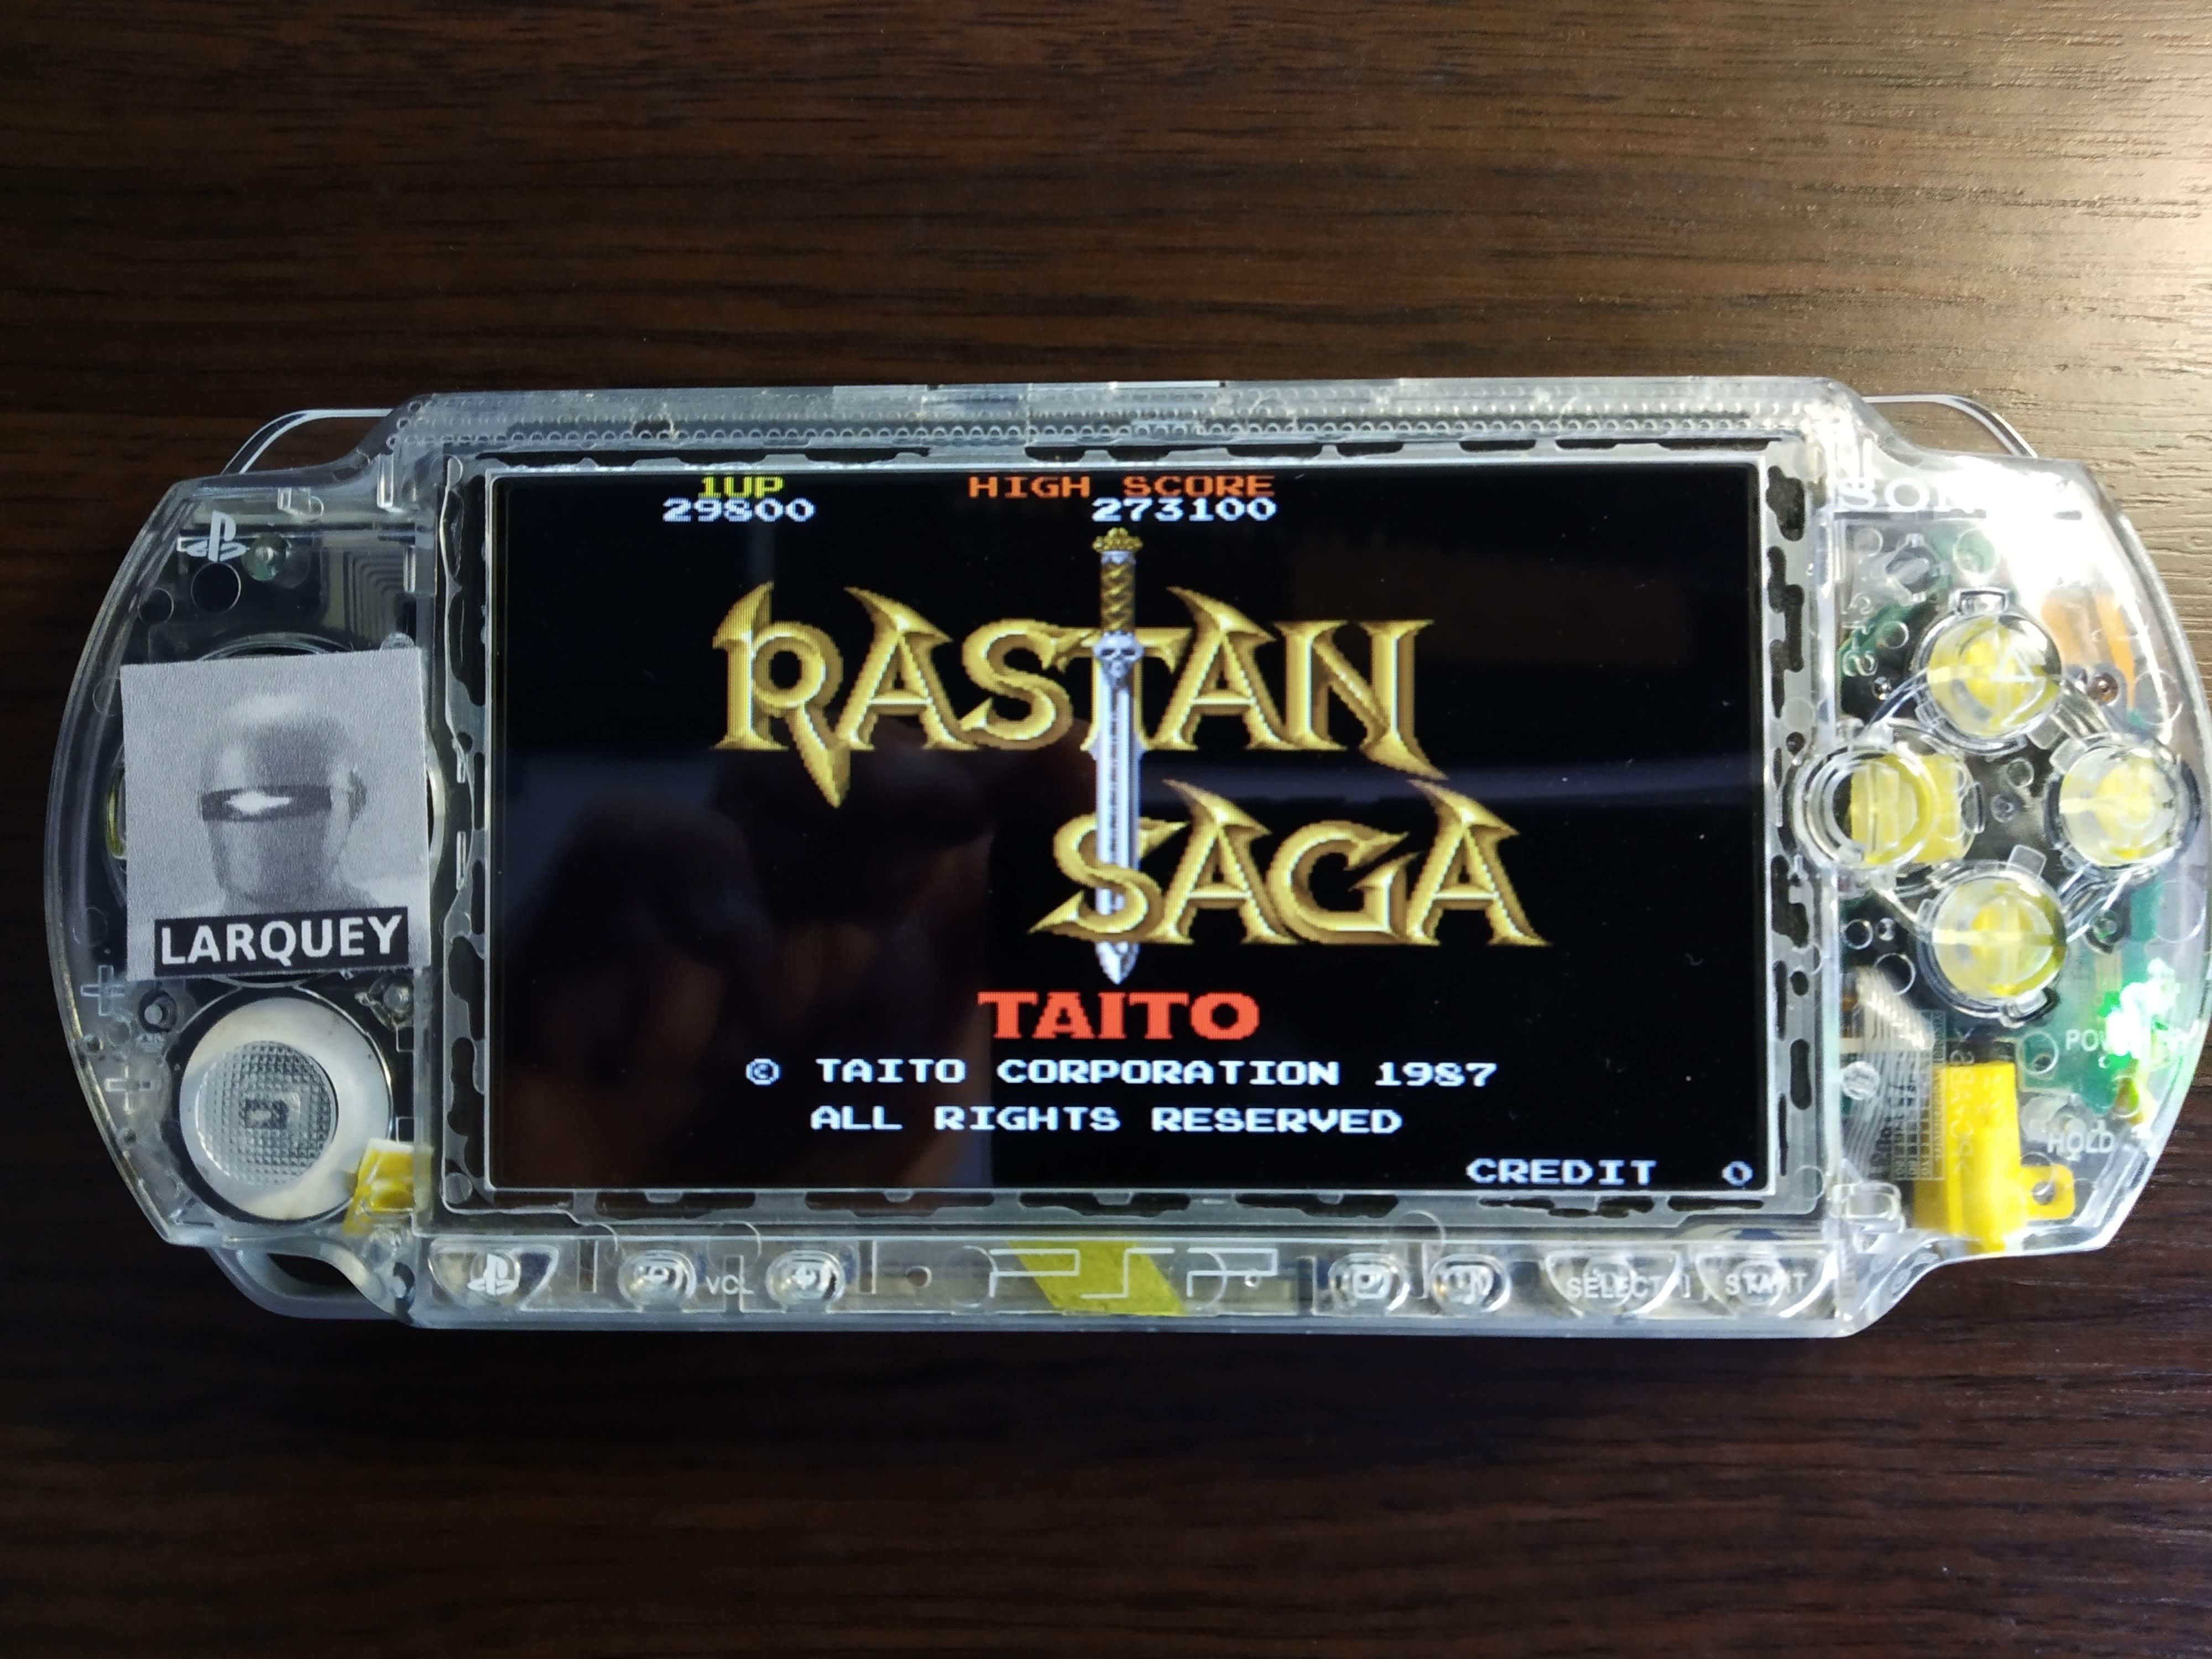 1UP HIGH SCORE
29800 273100
RASTAN
SAGA
TAITO
© TAITO CORPORATION 1987
ALL RIGHTS RESERVED
CREDIT 0
LARQUEY
HOLD
VOL
PSP
SELECT
START